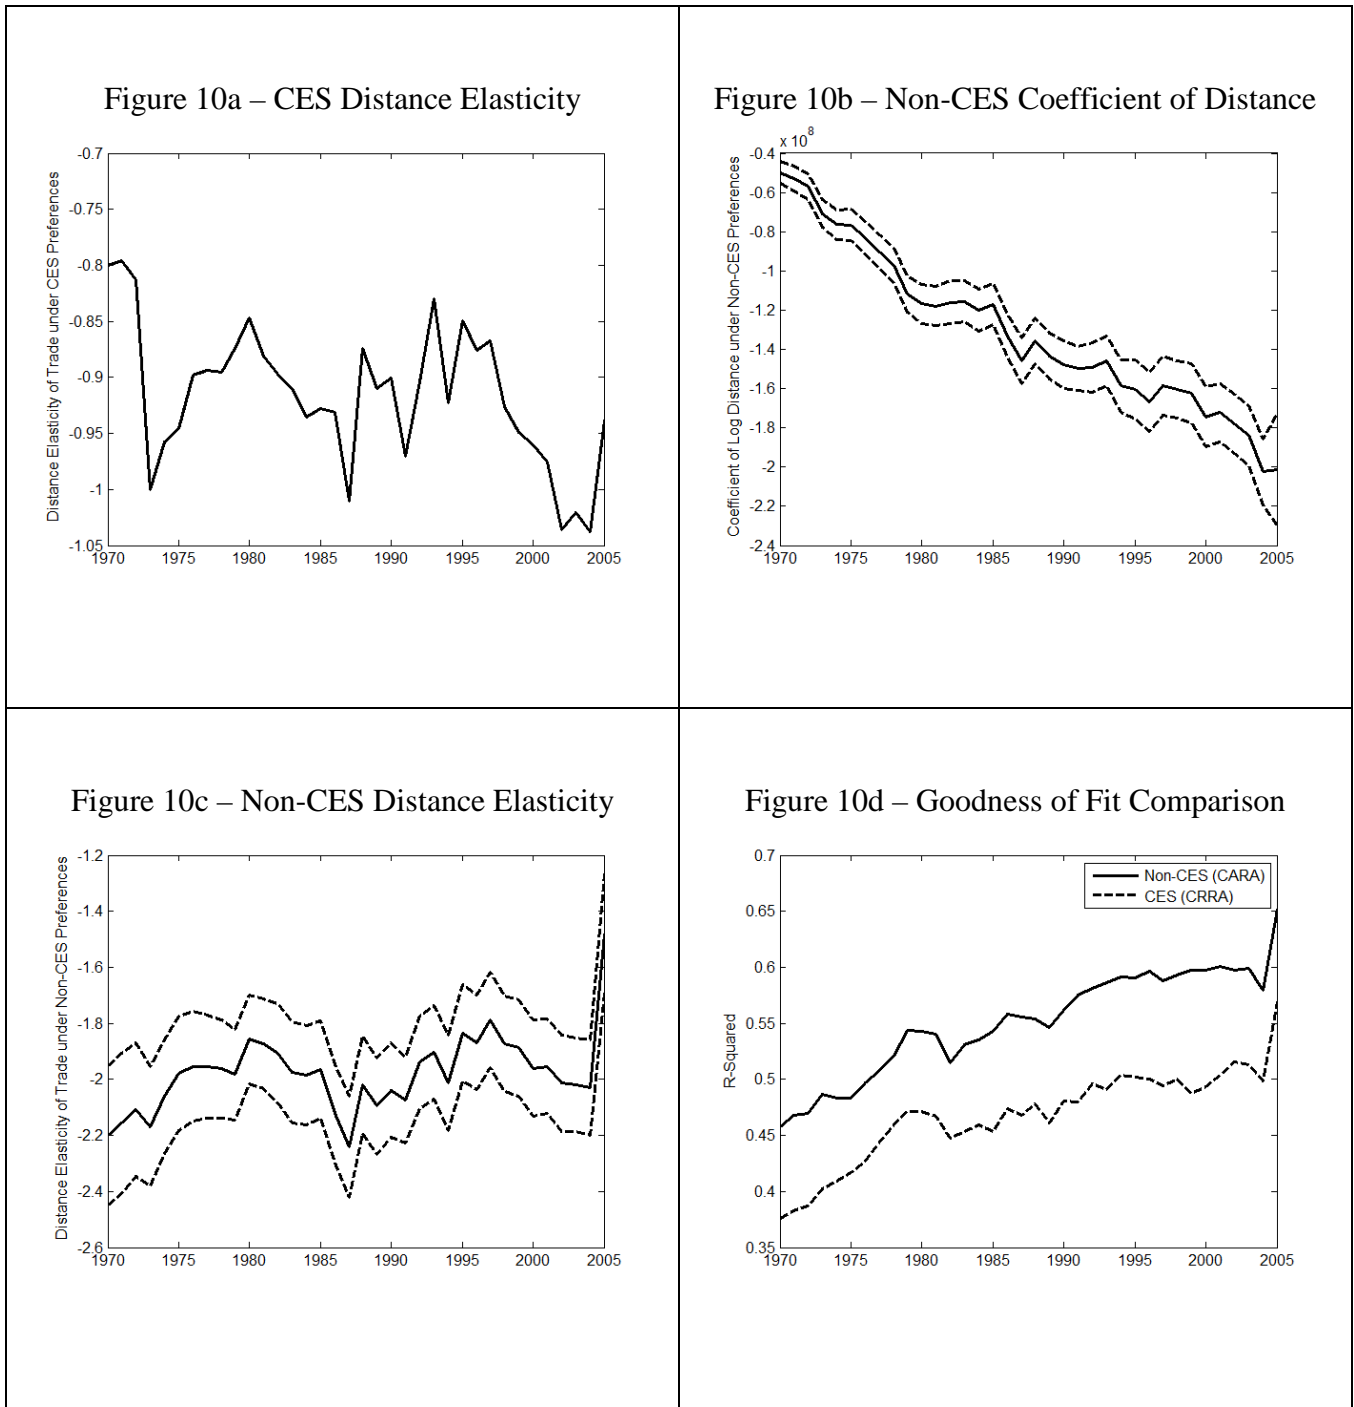 Figure 10a – CES Distance Elasticity
Distance Elasticity of Trade under CES Preferences
-0.7
-0.75
-0.8
-0.85
-0.9
-0.95
-1
-1.05
1970 1975 1980 1985 1990 1995 2000 2005
Figure 10b – Non-CES Coefficient of Distance
x 10^8
Coefficient of Log Distance under Non-CES Preferences
-0.4
-0.6
-0.8
-1
-1.2
-1.4
-1.6
-1.8
-2
-2.2
-2.4
1970 1975 1980 1985 1990 1995 2000 2005
Figure 10c – Non-CES Distance Elasticity
Distance Elasticity of Trade under Non-CES Preferences
-1.2
-1.4
-1.6
-1.8
-2
-2.2
-2.4
-2.6
1970 1975 1980 1985 1990 1995 2000 2005
Figure 10d – Goodness of Fit Comparison
R-Squared
0.7
0.65
0.6
0.55
0.5
0.45
0.4
0.35
Non-CES (CARA)
CES (CRRA)
1970 1975 1980 1985 1990 1995 2000 2005